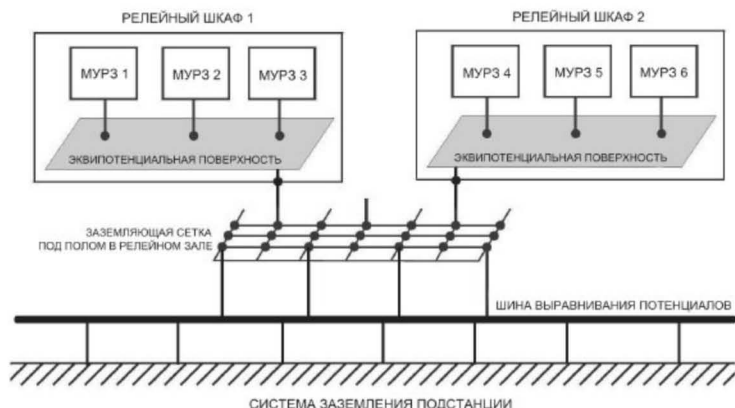 РЕЛЕЙНЫЙ ШКАФ 1
РЕЛЕЙНЫЙ ШКАФ 2
МУРЗ 1
МУРЗ 2
МУРЗ 3
МУРЗ 4
МУРЗ 5
МУРЗ 6
ЭКВИПОТЕНЦИАЛЬНАЯ ПОВЕРХНОСТЬ
ЭКВИПОТЕНЦИАЛЬНАЯ ПОВЕРХНОСТЬ
ЗАЗЕМЛЯЮЩАЯ СЕТКА
ПОД ПОЛОМ В РЕЛЕЙНОМ ЗАЛЕ
ШИНА ВЫРАВНИВАНИЯ ПОТЕНЦИАЛОВ
СИСТЕМА ЗАЗЕМЛЕНИЯ ПОДСТАНЦИИ